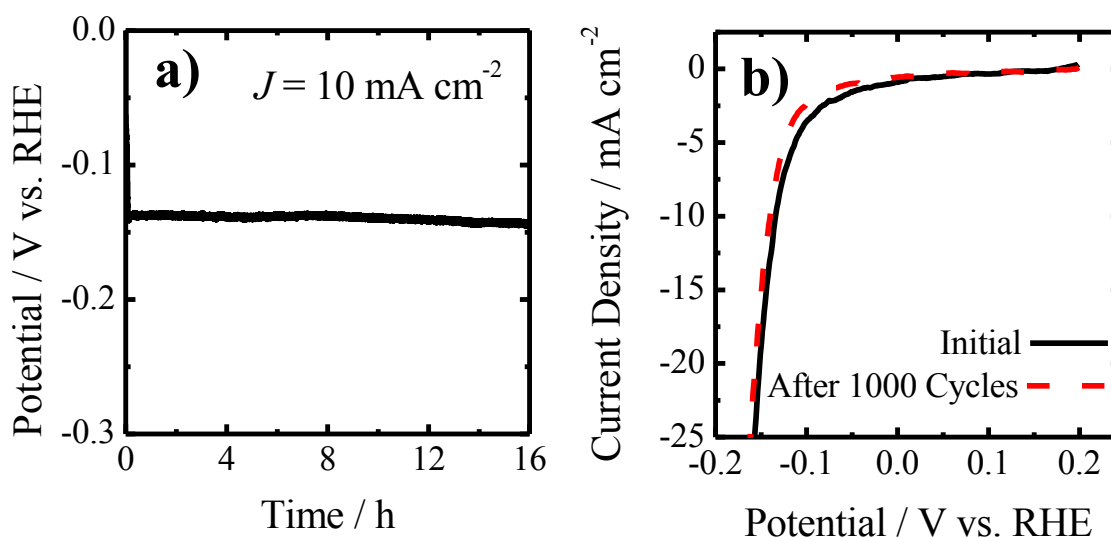 a)
J = 10 mA cm-2
0.0
-0.1
-0.2
-0.3
Potential / V vs. RHE
0 4 8 12 16
Time / h
b)
0
-5
-10
-15
-20
-25
Current Density / mA cm-2
Initial
After 1000 Cycles
-0.2 -0.1 0.0 0.1 0.2
Potential / V vs. RHE